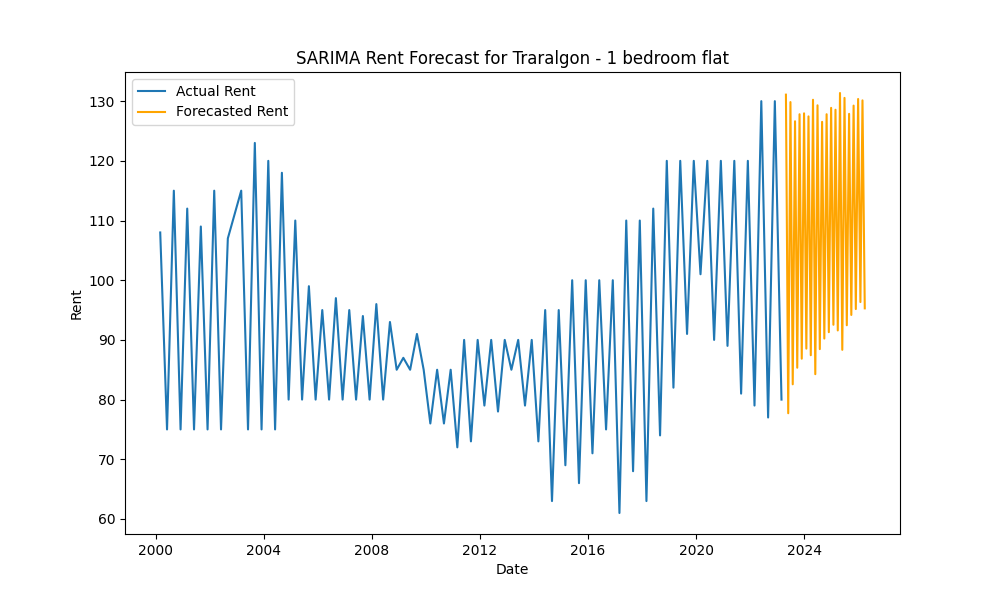 SARIMA Rent Forecast for Traralgon - 1 bedroom flat
Actual Rent
Forecasted Rent
130
120
110
100
90
80
70
60
Rent
2000 2004 2008 2012 2016 2020 2024
Date